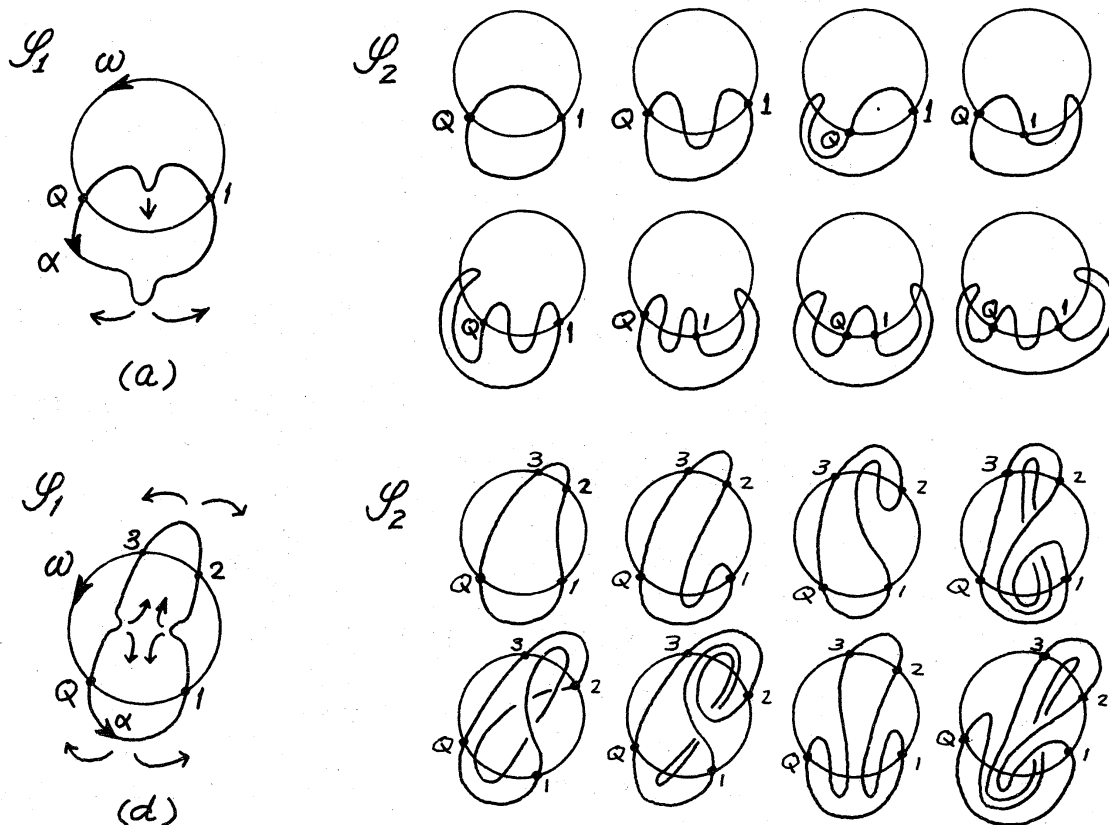 𝒮1 ω 𝒮2
Q 1 Q 1 Q 1 Q 1
Q 1
α
Q 1 Q 1 Q 1 Q 1
(a)
𝒮1 𝒮2
3 2 3 2 3 2 3 2
3
ω 2
Q 1 Q 1 Q 1 Q 1
3 2 3 2 3 2 3 2
Q 1
α
Q 1 Q 1 Q 1 Q 1
(d)